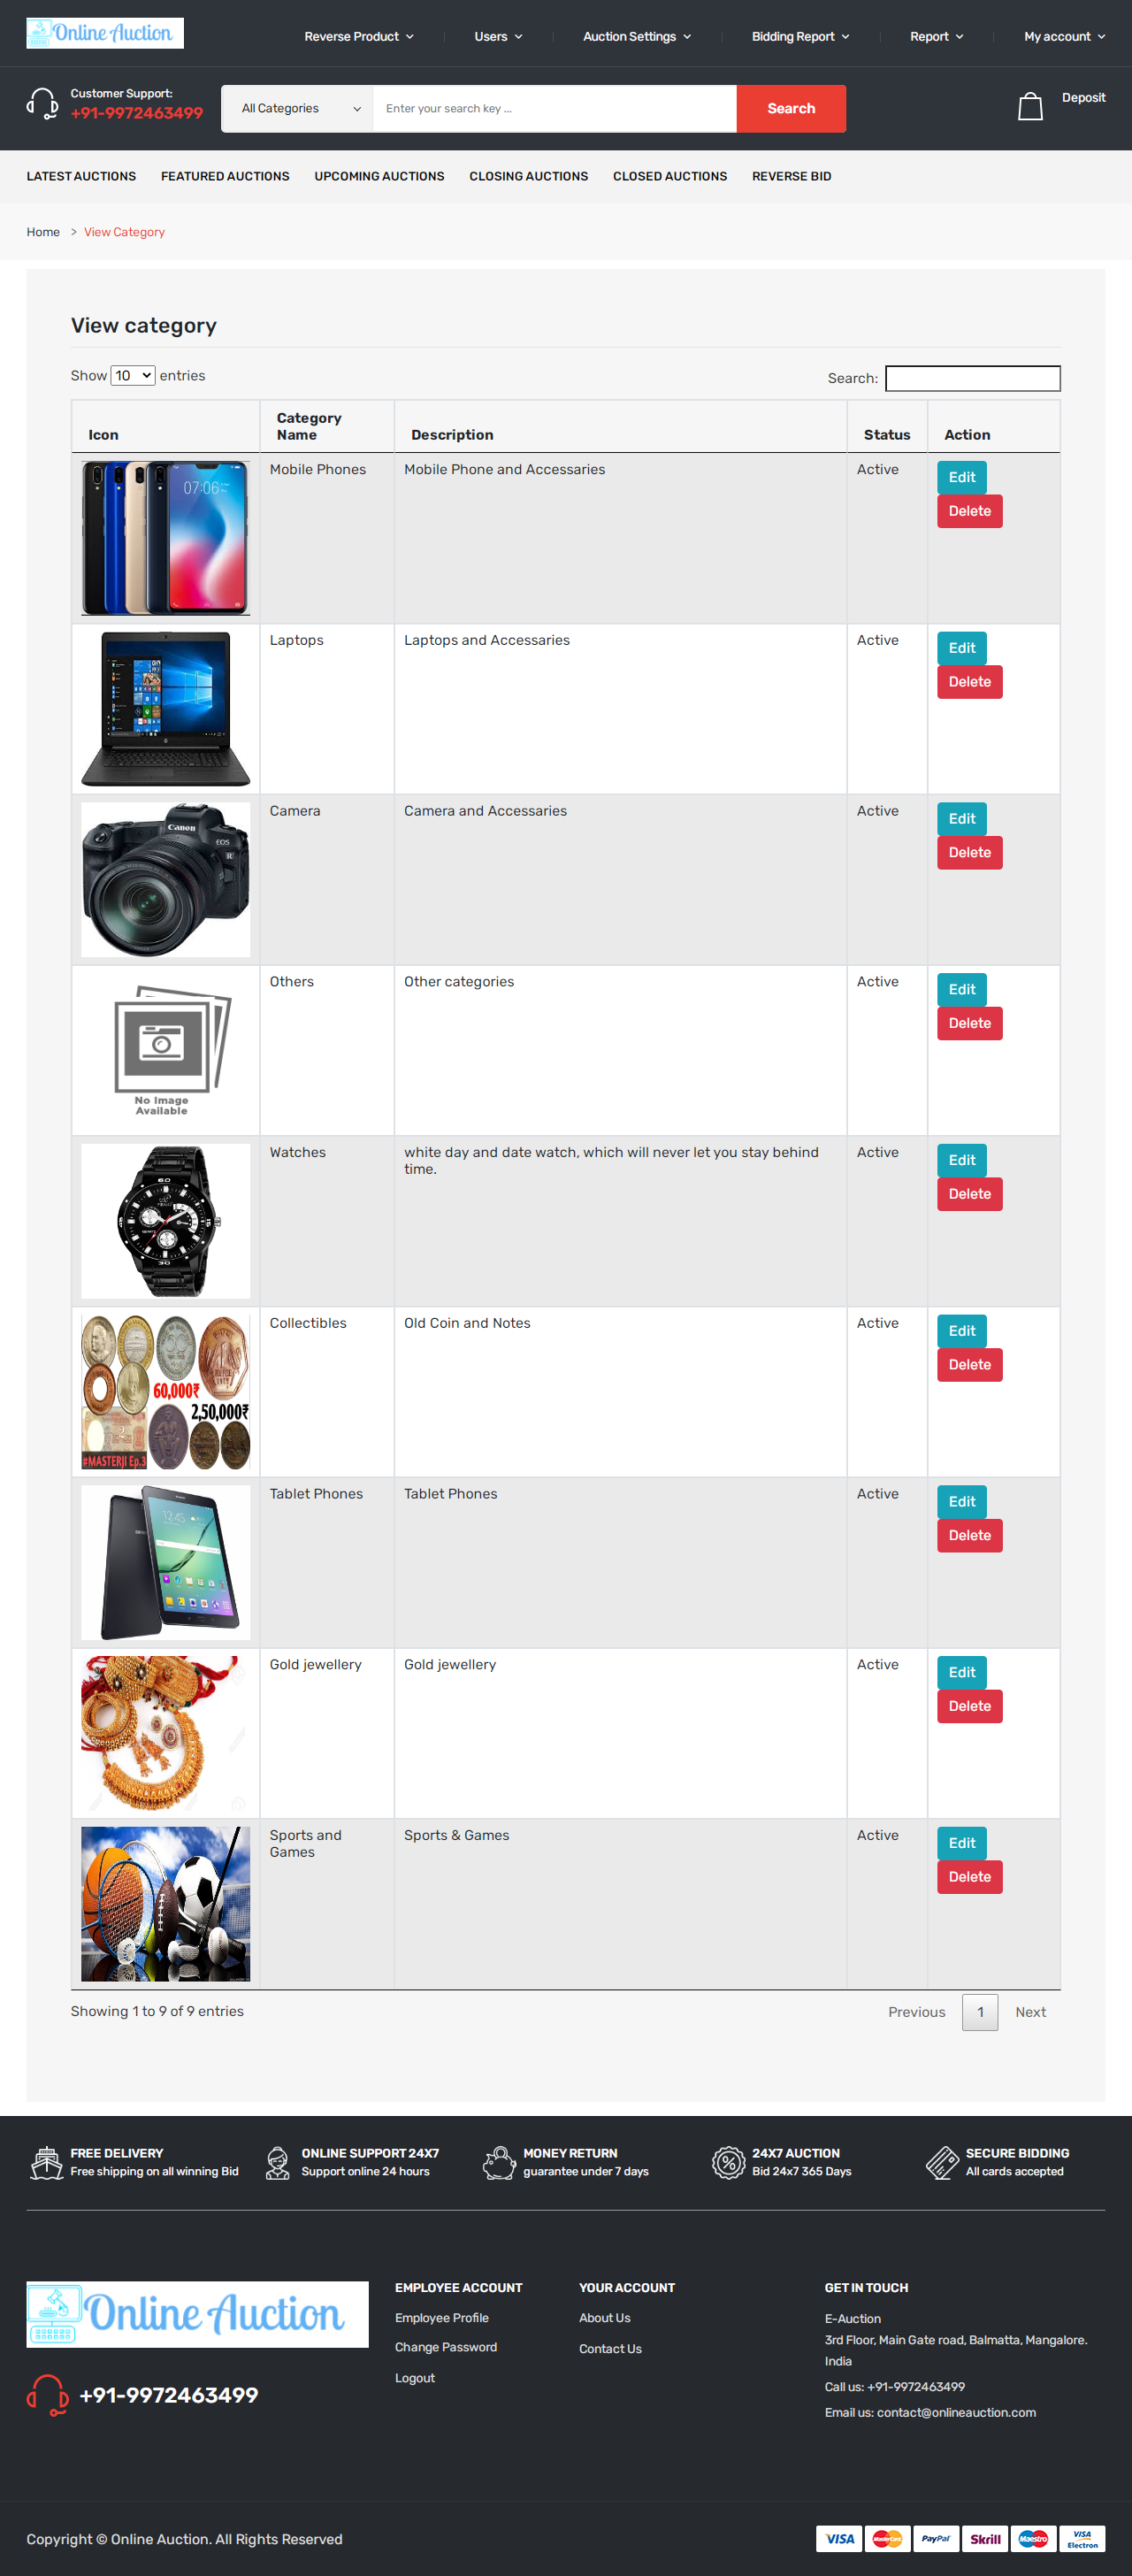 Online Auction
Reverse Product
Users
Auction Settings
Bidding Report
Report
My account
Customer Support:
+91-9972463499
All Categories
Enter your search key ...
Search
Deposit
LATEST AUCTIONS
FEATURED AUCTIONS
UPCOMING AUCTIONS
CLOSING AUCTIONS
CLOSED AUCTIONS
REVERSE BID
Home > View Category
View category
Show 10 entries
Search:
Icon
Category Name
Description
Status
Action
07:06
Mobile Phones
Mobile Phone and Accessaries
Active
Edit
Delete
Laptops
Laptops and Accessaries
Active
Edit
Delete
Canon
EOS
R
Camera
Camera and Accessaries
Active
Edit
Delete
No Image
Available
Others
Other categories
Active
Edit
Delete
60
30
Watches
white day and date watch, which will never let you stay behind
time.
Active
Edit
Delete
60,000₹
2,50,000₹
#MASTERJI Ep.3
Collectibles
Old Coin and Notes
Active
Edit
Delete
Tablet Phones
Tablet Phones
Active
Edit
Delete
Gold jewellery
Gold jewellery
Active
Edit
Delete
Sports and
Games
Sports & Games
Active
Edit
Delete
Showing 1 to 9 of 9 entries
Previous
1
Next
FREE DELIVERY
Free shipping on all winning Bid
ONLINE SUPPORT 24X7
Support online 24 hours
MONEY RETURN
guarantee under 7 days
24X7 AUCTION
Bid 24x7 365 Days
SECURE BIDDING
All cards accepted
Online Auction
+91-9972463499
EMPLOYEE ACCOUNT
Employee Profile
Change Password
Logout
YOUR ACCOUNT
About Us
Contact Us
GET IN TOUCH
E-Auction
3rd Floor, Main Gate road, Balmatta, Mangalore.
India
Call us: +91-9972463499
Email us: contact@onlineauction.com
Copyright © Online Auction. All Rights Reserved
VISA
MasterCard
PayPal
Skrill
Maestro
VISA
Electron